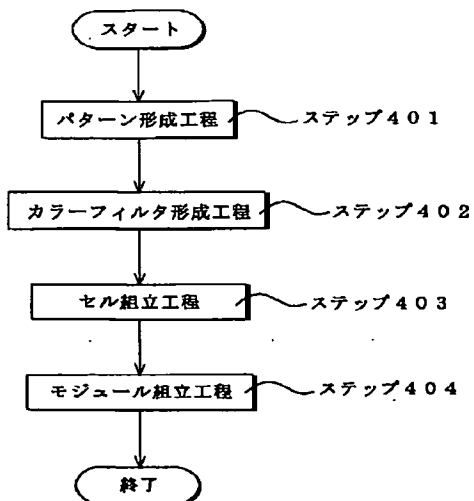 スタート
パターン形成工程 ステップ401
カラーフィルタ形成工程 ステップ402
セル組立工程 ステップ403
モジュール組立工程 ステップ404
終了